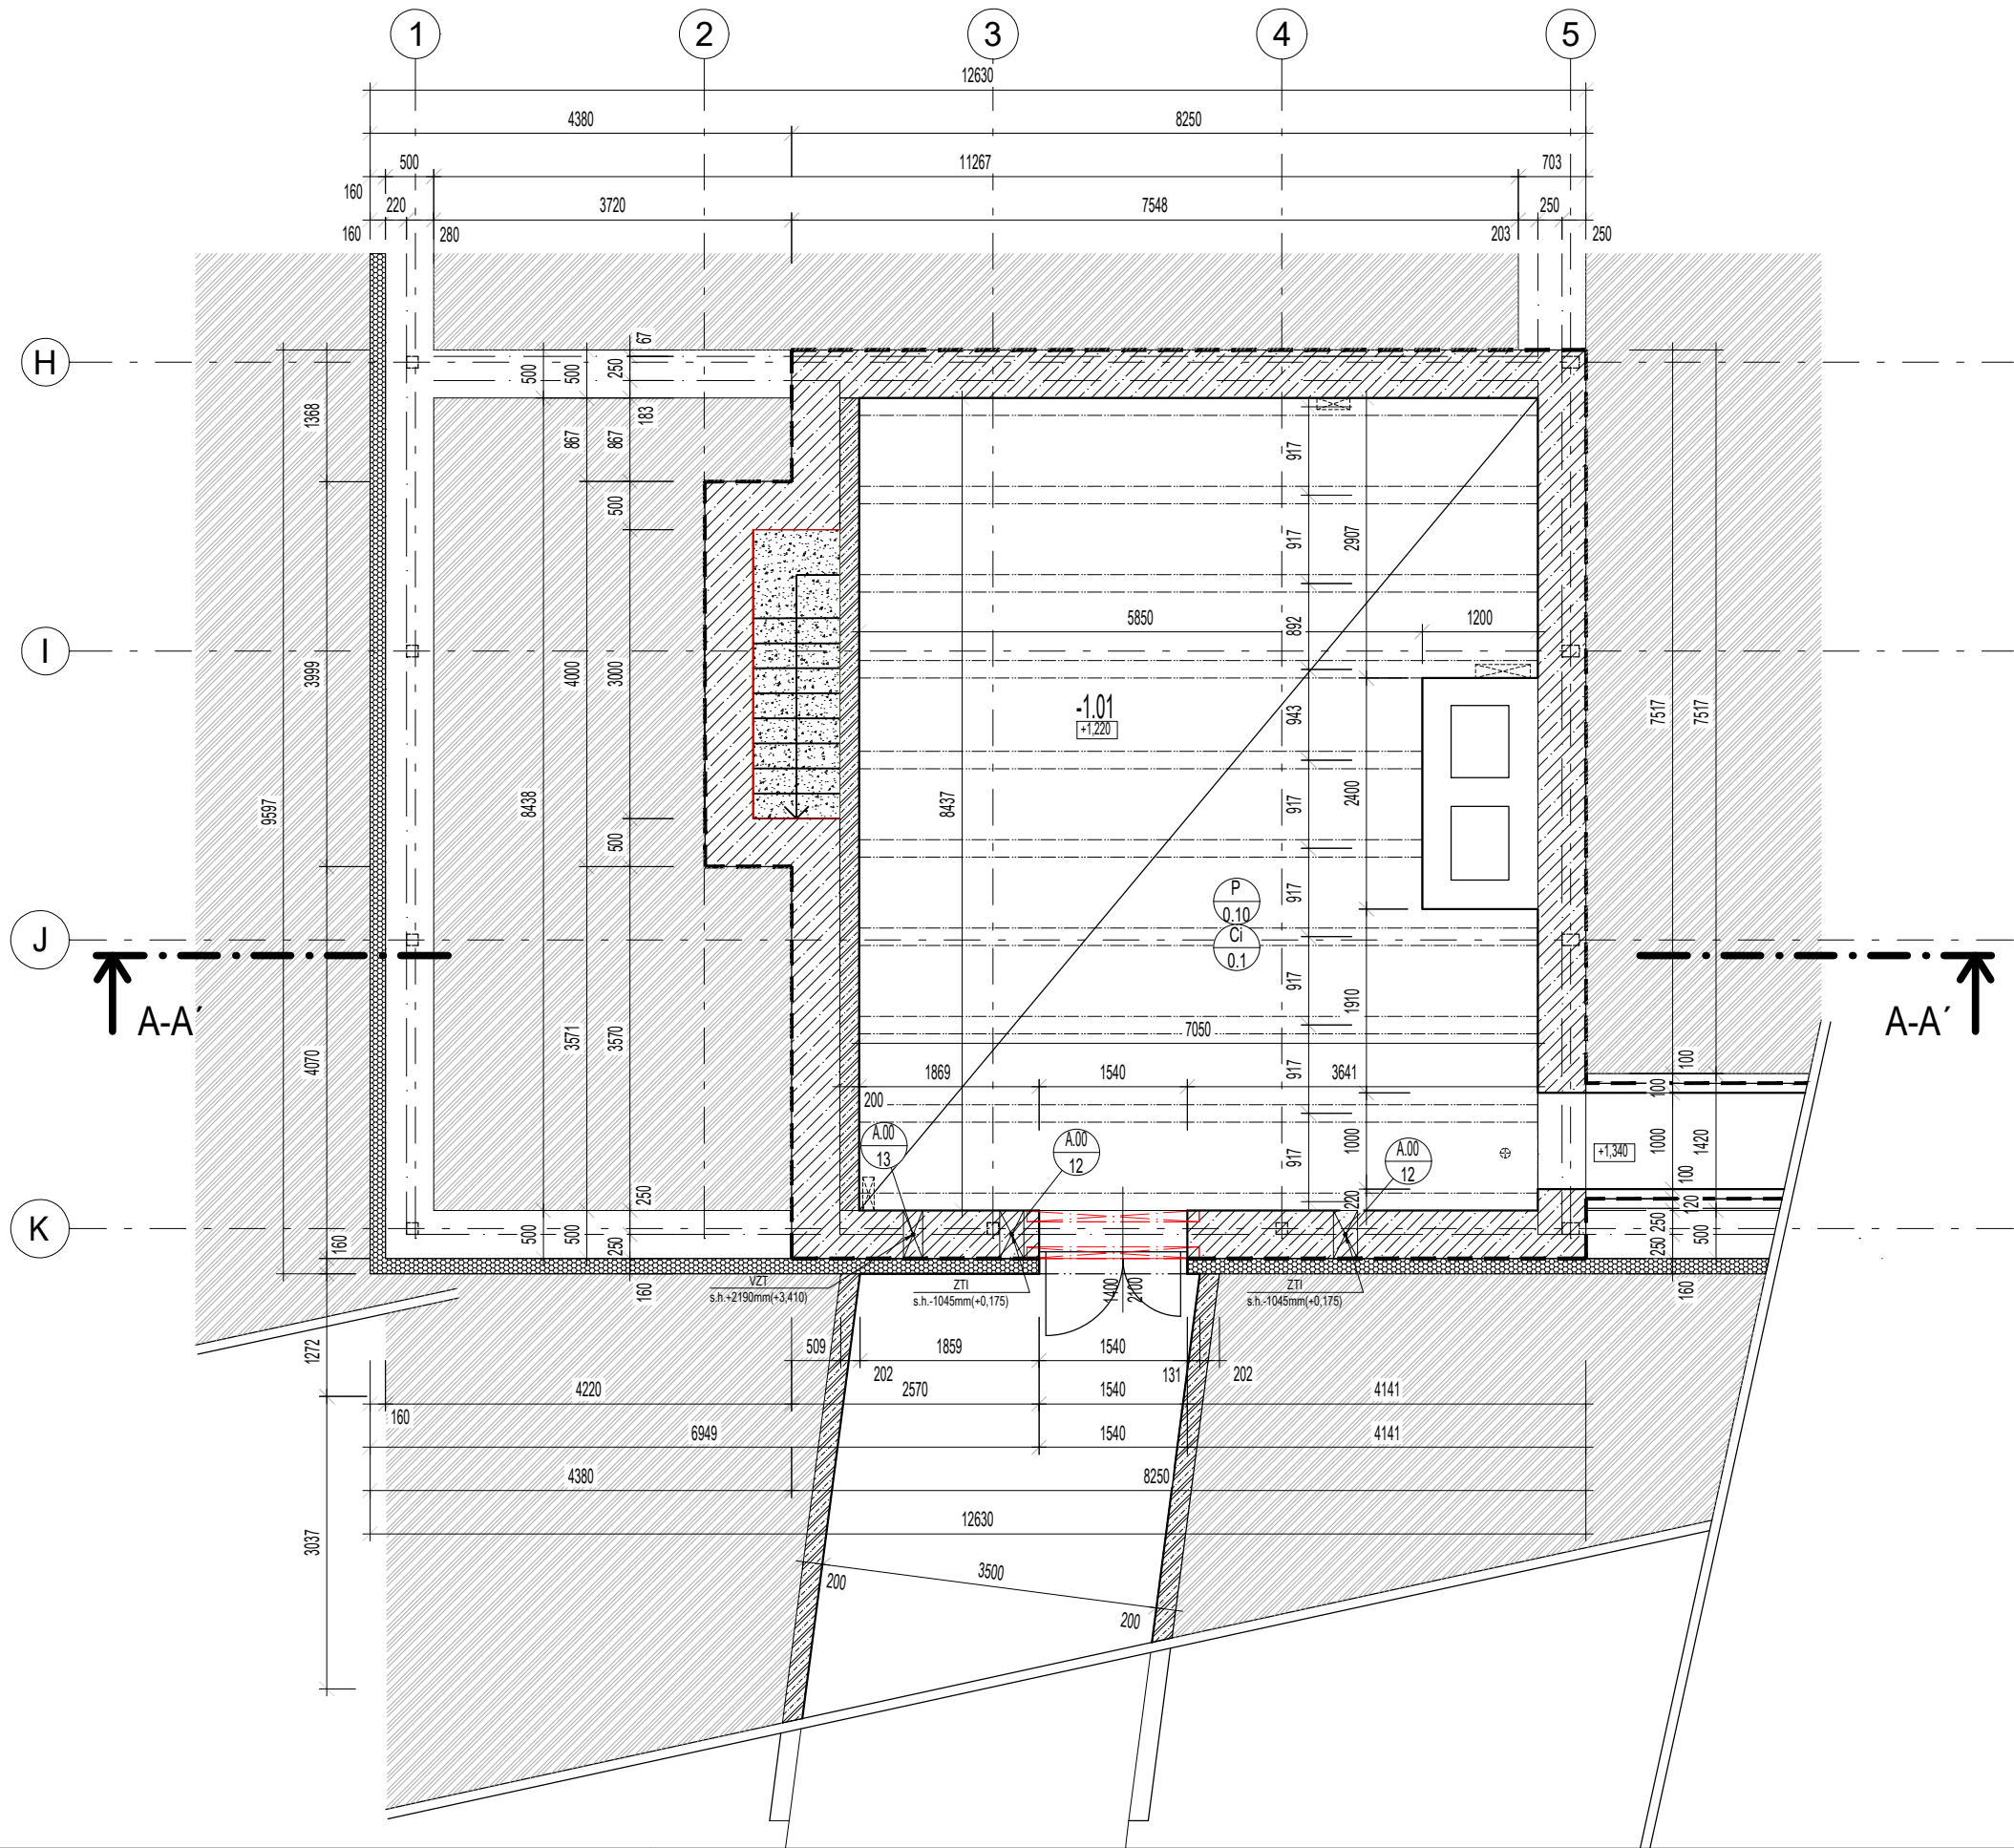 1 2 3 4 5
12630
4380 8250
500 11267 703
160
220 3720 7548 250
160 280 203 250
H
67
500 500 250
183
1368
867 867
917
500
917 2907
5850 892 1200
I
3999 4000 3000
-1.01
+1,220
943
7517 7517
9597 8438 8437
917 2400
500
P
0.10
917
Ci
0.1
J
A-A´ A-A´
917 1910
4070 3571 3570
7050
1869 1540 917 3641
100
100
200
A.00
13
A.00
12
A.00
12
917 1000
+1,340
1000 1420
100
250
220
120
K
500 500 250
160
250 250 500
VZT
s.h.+2190mm(+3,410)
ZTI
s.h.-1045mm(+0,175)
1400
2100
ZTI
s.h.-1045mm(+0,175)
160 160
1272
509 1859 1540
202 131 202
4220 2570 1540 4141
160
6949 1540 4141
4380 8250
12630
3037
3500
200
200